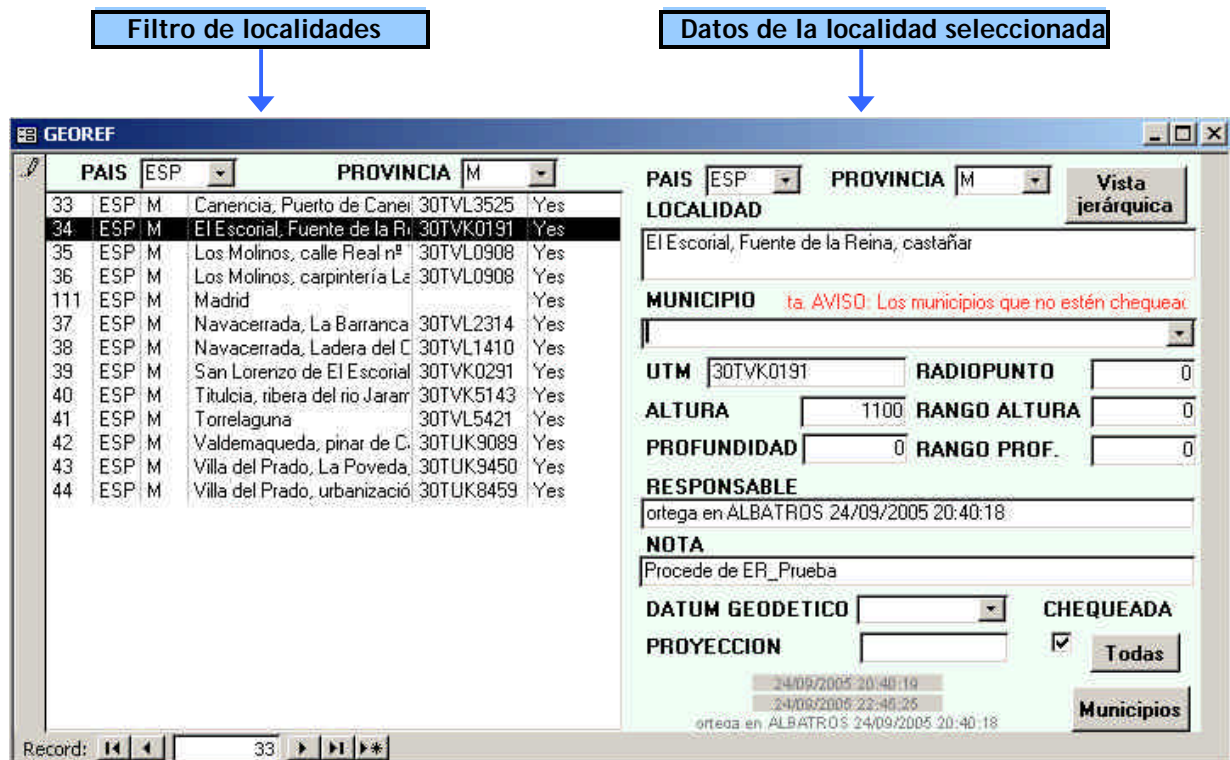 Filtro de localidades
Datos de la localidad seleccionada
GEOREF
PAIS ESP PROVINCIA M
33 ESP M Canencia, Puerto de Canei 30TVL3525 Yes
34 ESP M El Escorial, Fuente de la R 30TVK0191 Yes
35 ESP M Los Molinos, calle Real nº 30TVL0908 Yes
36 ESP M Los Molinos, carpintería La 30TVL0908 Yes
111 ESP M Madrid Yes
37 ESP M Navacerrada, La Barranca 30TVL2314 Yes
38 ESP M Navacerrada, Ladera del 30TVL1410 Yes
39 ESP M San Lorenzo de El Escorial 30TVK0291 Yes
40 ESP M Titulcia, ribera del rio Jaram 30TVK5143 Yes
41 ESP M Torrelaguna 30TVL5421 Yes
42 ESP M Valdemaqueda, pinar de 30TUK9089 Yes
43 ESP M Villa del Prado, La Poveda, 30TUK9450 Yes
44 ESP M Villa del Prado, urbanizació 30TUK8459 Yes
Record: 33
PAIS ESP PROVINCIA M
Vista jerárquica
LOCALIDAD
El Escorial, Fuente de la Reina, castañar
MUNICIPIO ta. AVISO: Los municipios que no estén chequead
UTM 30TVK0191 RADIOPUNTO 0
ALTURA 1100 RANGO ALTURA 0
PROFUNDIDAD 0 RANGO PROF. 0
RESPONSABLE
ortega en ALBATROS 24/09/2005 20:40:18
NOTA
Procede de ER_Prueba
DATUM GEODETICO CHEQUEADA
PROYECCION Todas
24/09/2005 20:40:19
24/09/2005 22:46:25
ortega en ALBATROS 24/09/2005 20:40:18
Municipios